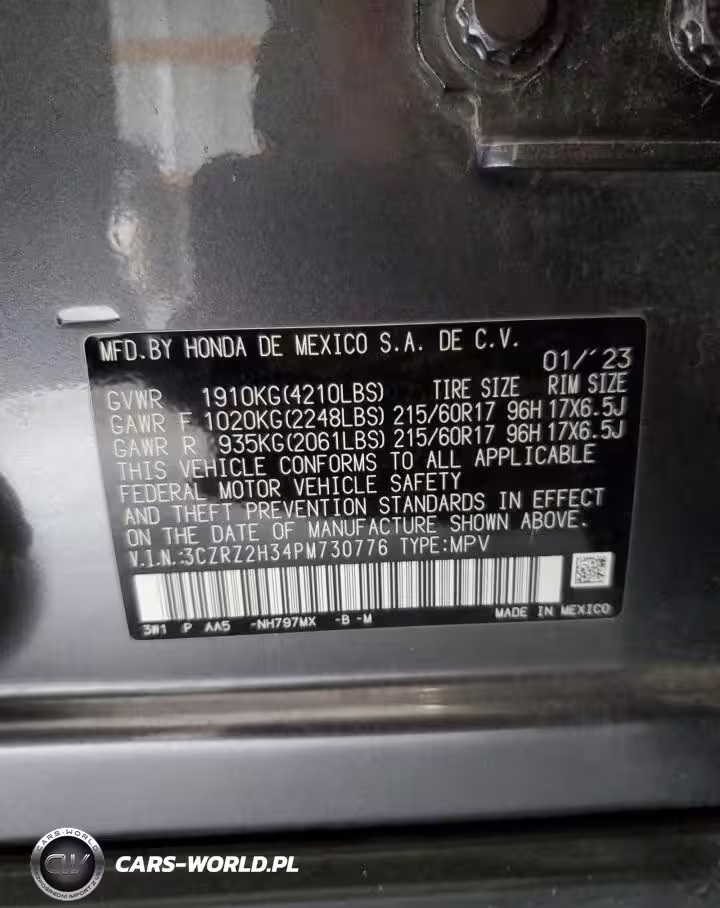 MFD.BY HONDA DE MEXICO S.A. DE C.V.
01/'23
GVWR 1910KG(4210LBS) TIRE SIZE RIM SIZE
GAWR F 1020KG(2248LBS) 215/60R17 96H 17X6.5J
GAWR R 935KG(2061LBS) 215/60R17 96H 17X6.5J
THIS VEHICLE CONFORMS TO ALL APPLICABLE
FEDERAL MOTOR VEHICLE SAFETY
AND THEFT PREVENTION STANDARDS IN EFFECT
ON THE DATE OF MANUFACTURE SHOWN ABOVE.
V.I.N.:3CZRZ2H34PM730776 TYPE:MPV
MADE IN MEXICO
3W1 P AA5 -NH797MX -B -M
CARS-WORLD
CW
CARS-WORLD.PL